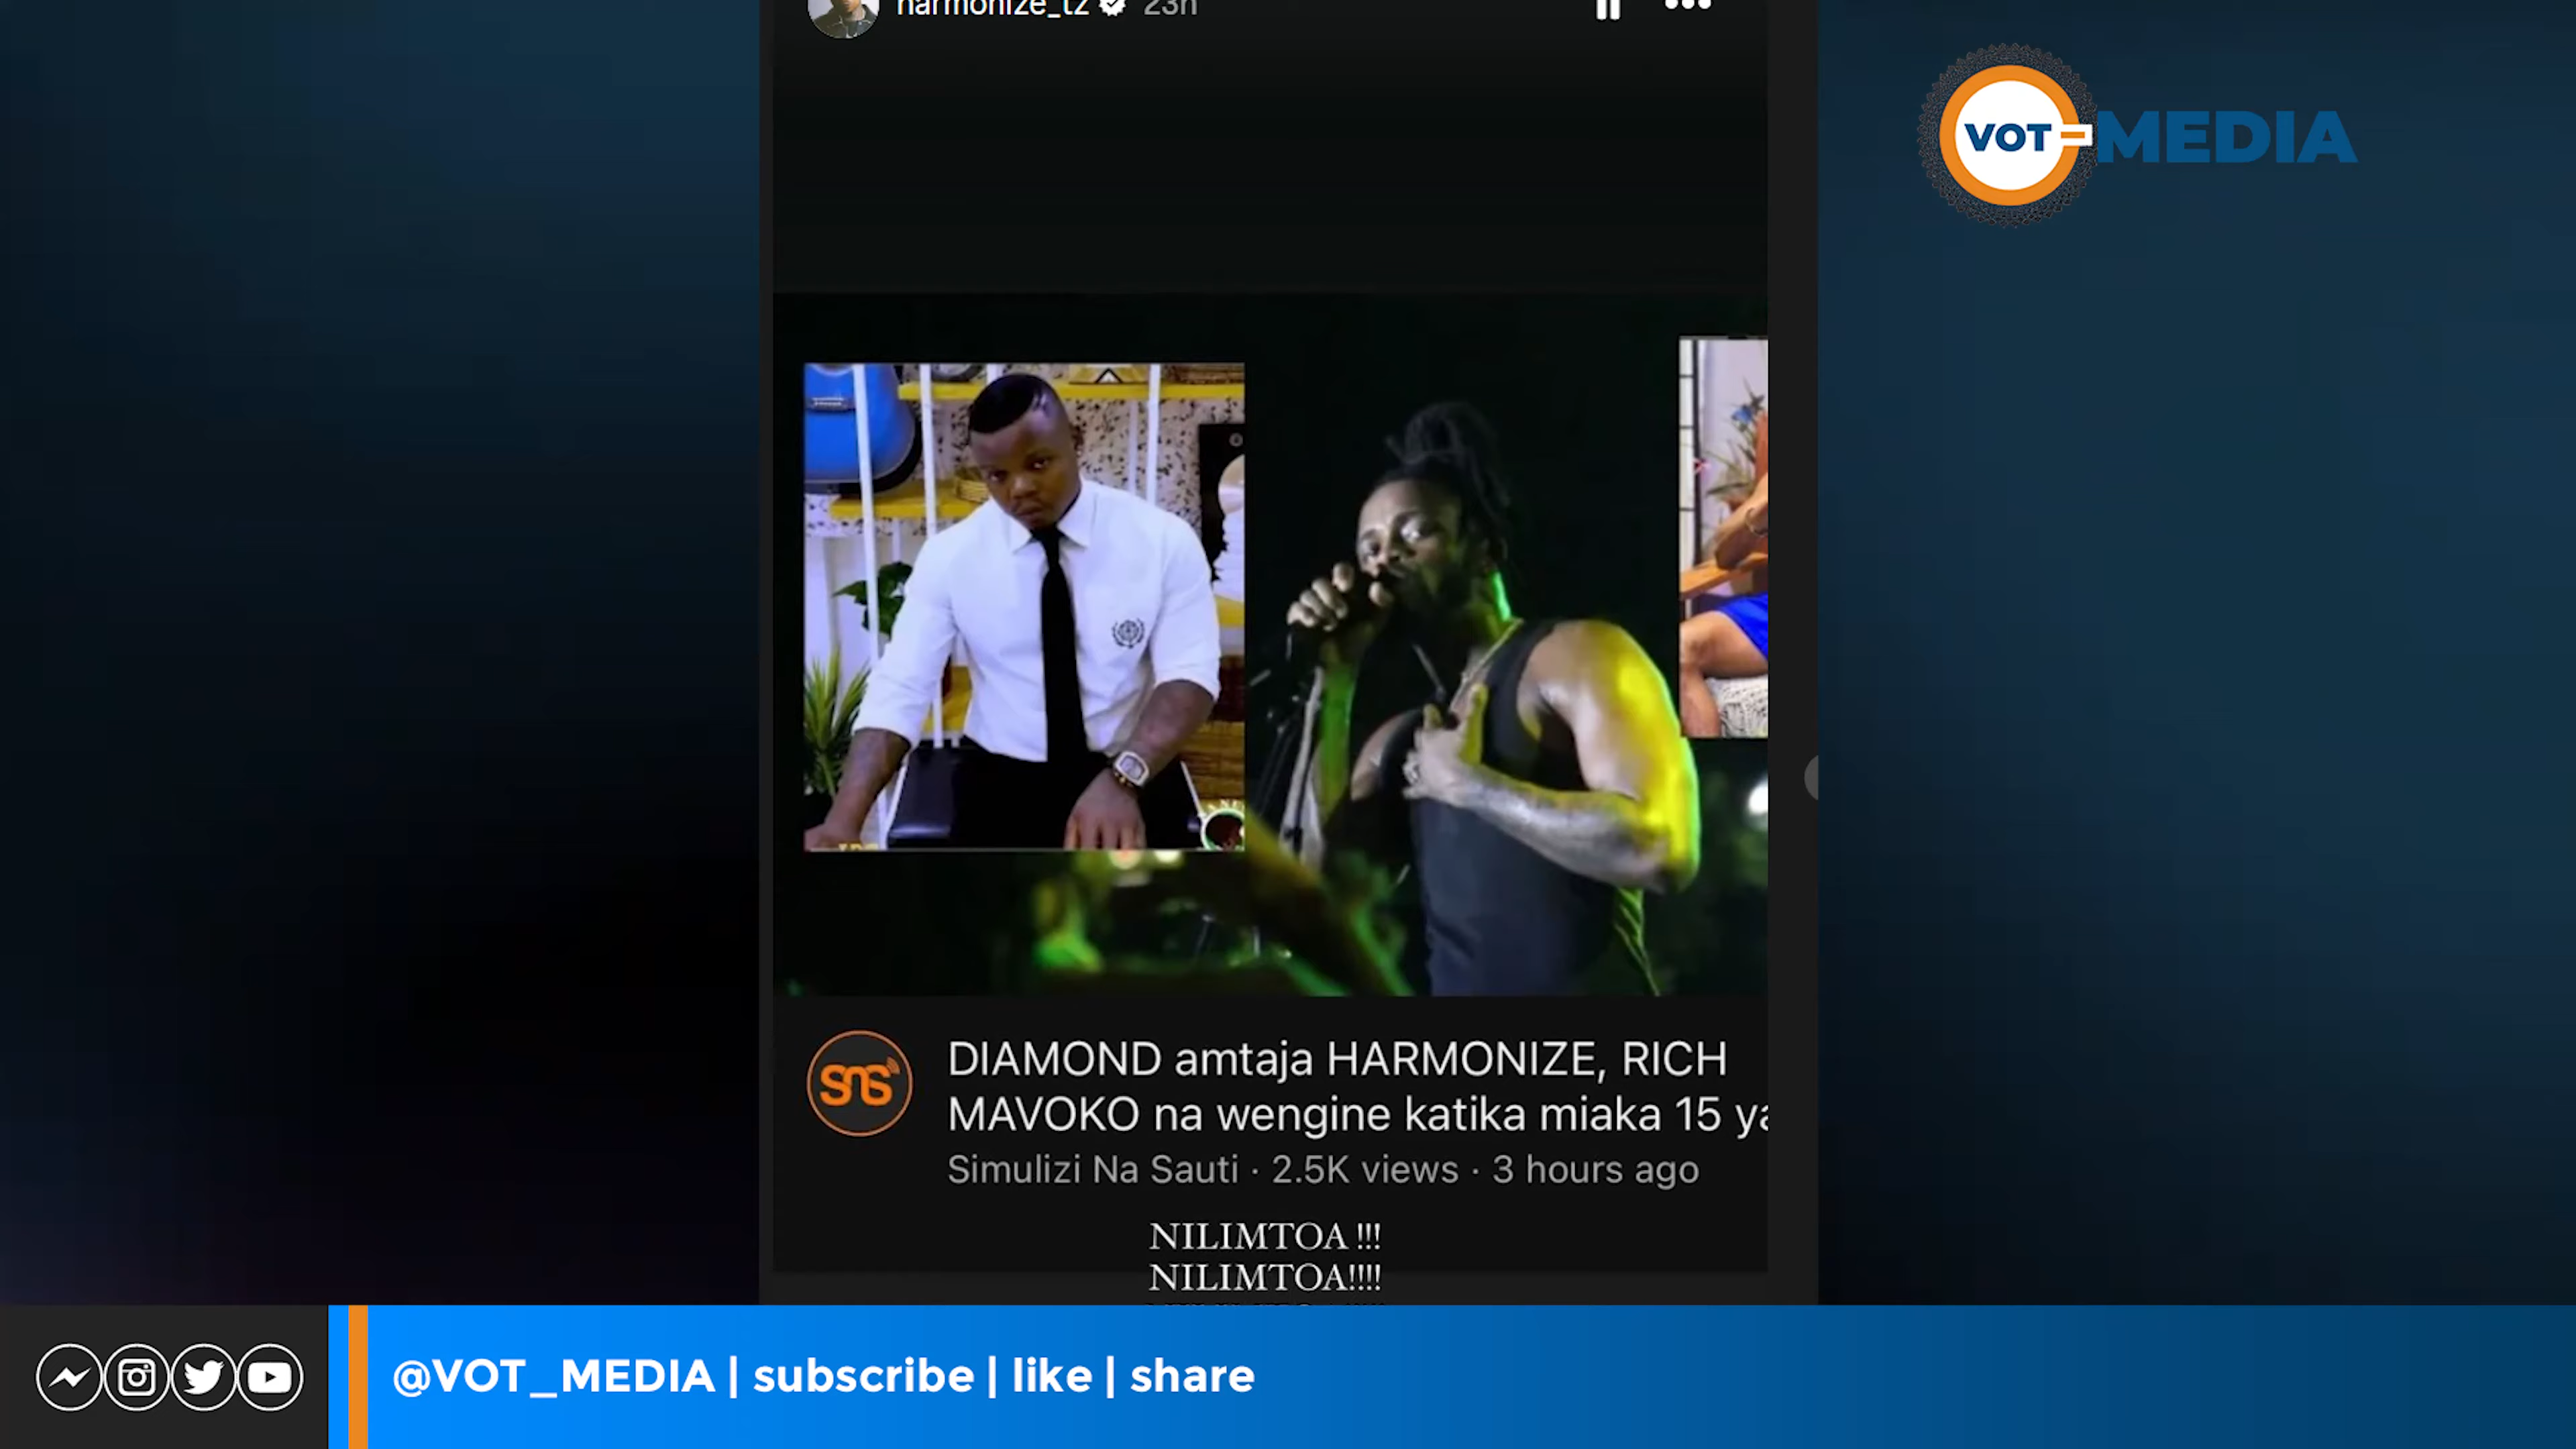 harmonize_tz 23h
VOT MEDIA
SnS
DIAMOND amtaja HARMONIZE, RICH
MAVOKO na wengine katika miaka 15 ya
Simulizi Na Sauti · 2.5K views · 3 hours ago
NILIMTOA !!!
NILIMTOA!!!!
@VOT_MEDIA | subscribe | like | share